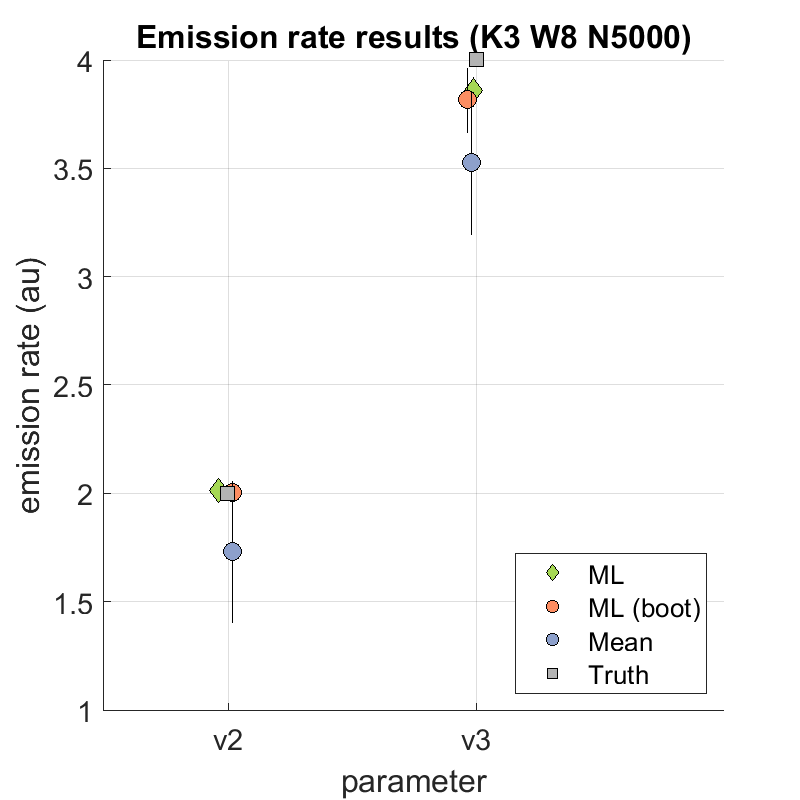 Emission rate results (K3 W8 N5000)
4
3.5
3
2.5
2
1.5
1
emission rate (au)
v2
v3
parameter
ML
ML (boot)
Mean
Truth